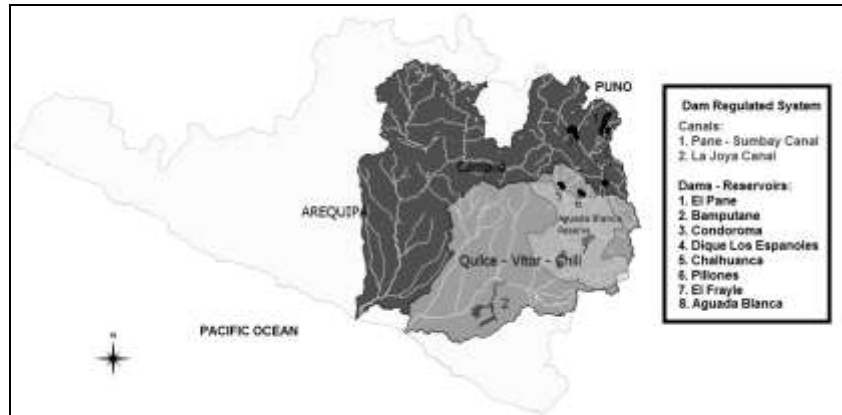 PUNO
Camana
AREQUIPA
Aguada Blanca
Reserve
Quilca - Vitor - Chili
2
PACIFIC OCEAN
N
Dam Regulated System
Canals:
1. Pane - Sumbay Canal
2. La Joya Canal
Dams - Reservoirs:
1. El Pane
2. Bamputane
3. Condoroma
4. Dique Los Espanoles
5. Chalhuanca
6. Pillones
7. El Frayle
8. Aguada Blanca